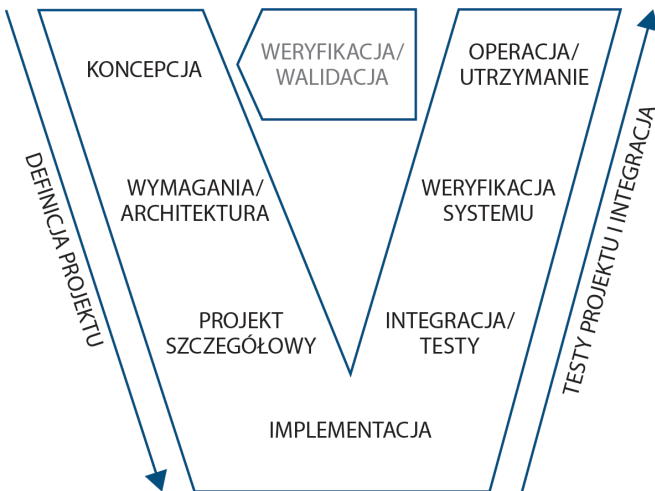 KONCEPCJA
WERYFIKACJA/
WALIDACJA
OPERACJA/
UTRZYMANIE
DEFINICJA PROJEKTU
WYMAGANIA/
ARCHITEKTURA
WERYFIKACJA
SYSTEMU
TESTY PROJEKTU I INTEGRACJA
PROJEKT
SZCZEGÓŁOWY
INTEGRACJA/
TESTY
IMPLEMENTACJA